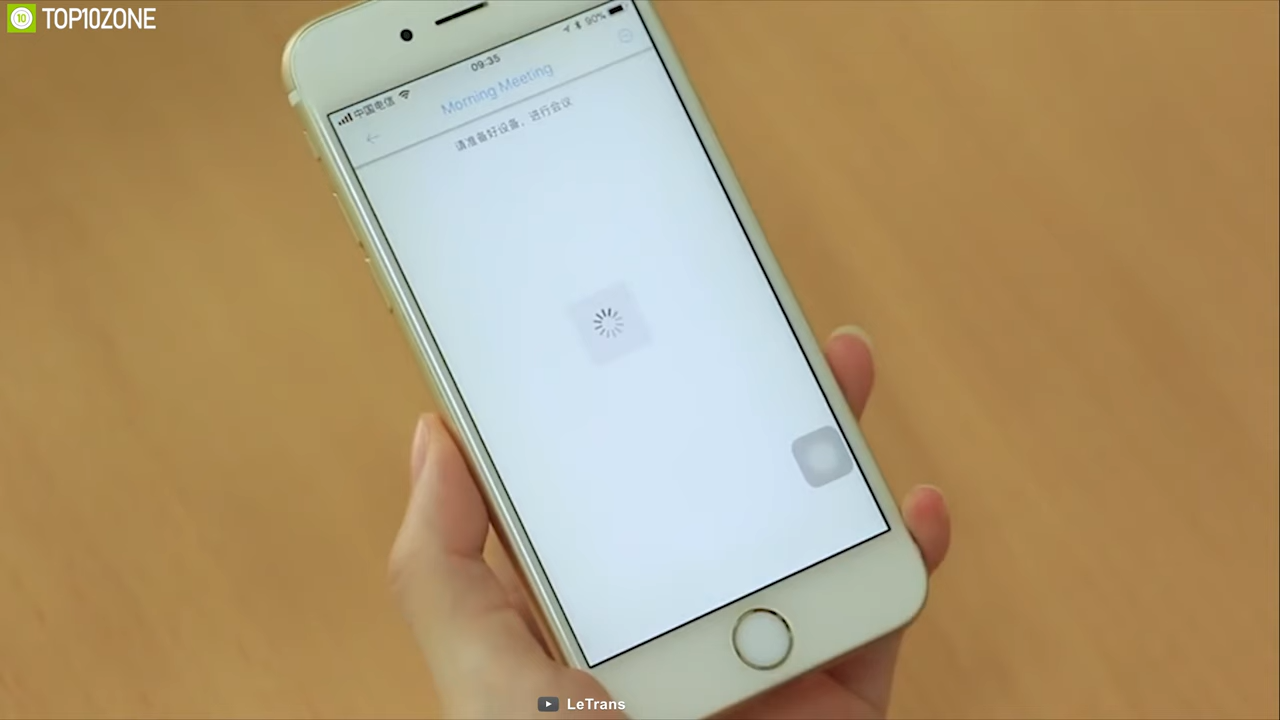 10 TOP10ZONE
中国电信 09:35 90%
Morning Meeting
请准备好设备，进行会议
LeTrans